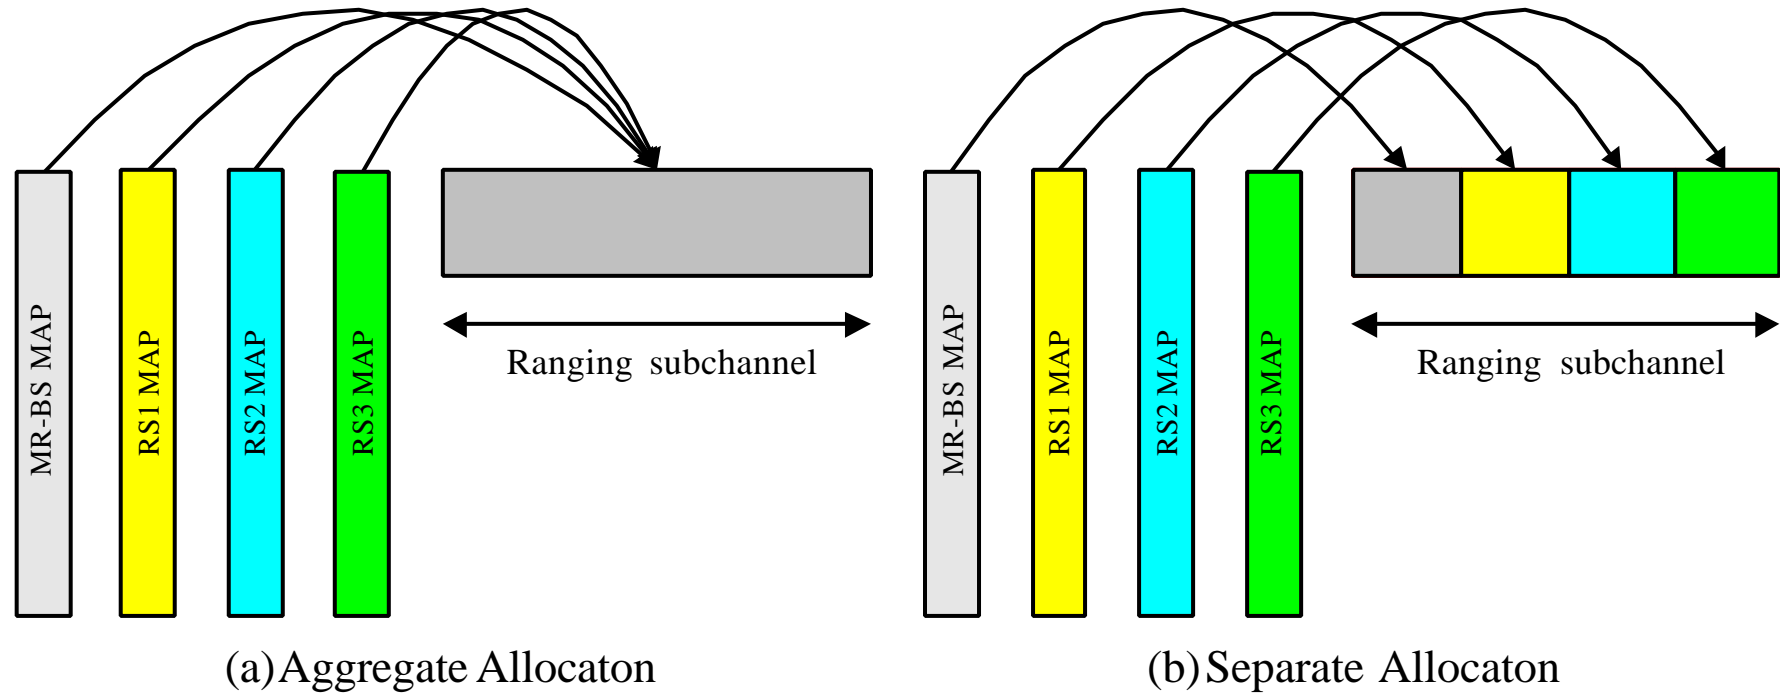 MR-BS MAP
RS1 MAP
RS2 MAP
RS3 MAP
Ranging subchannel
(a) Aggregate Allocaton
MR-BS MAP
RS1 MAP
RS2 MAP
RS3 MAP
Ranging subchannel
(b) Separate Allocaton